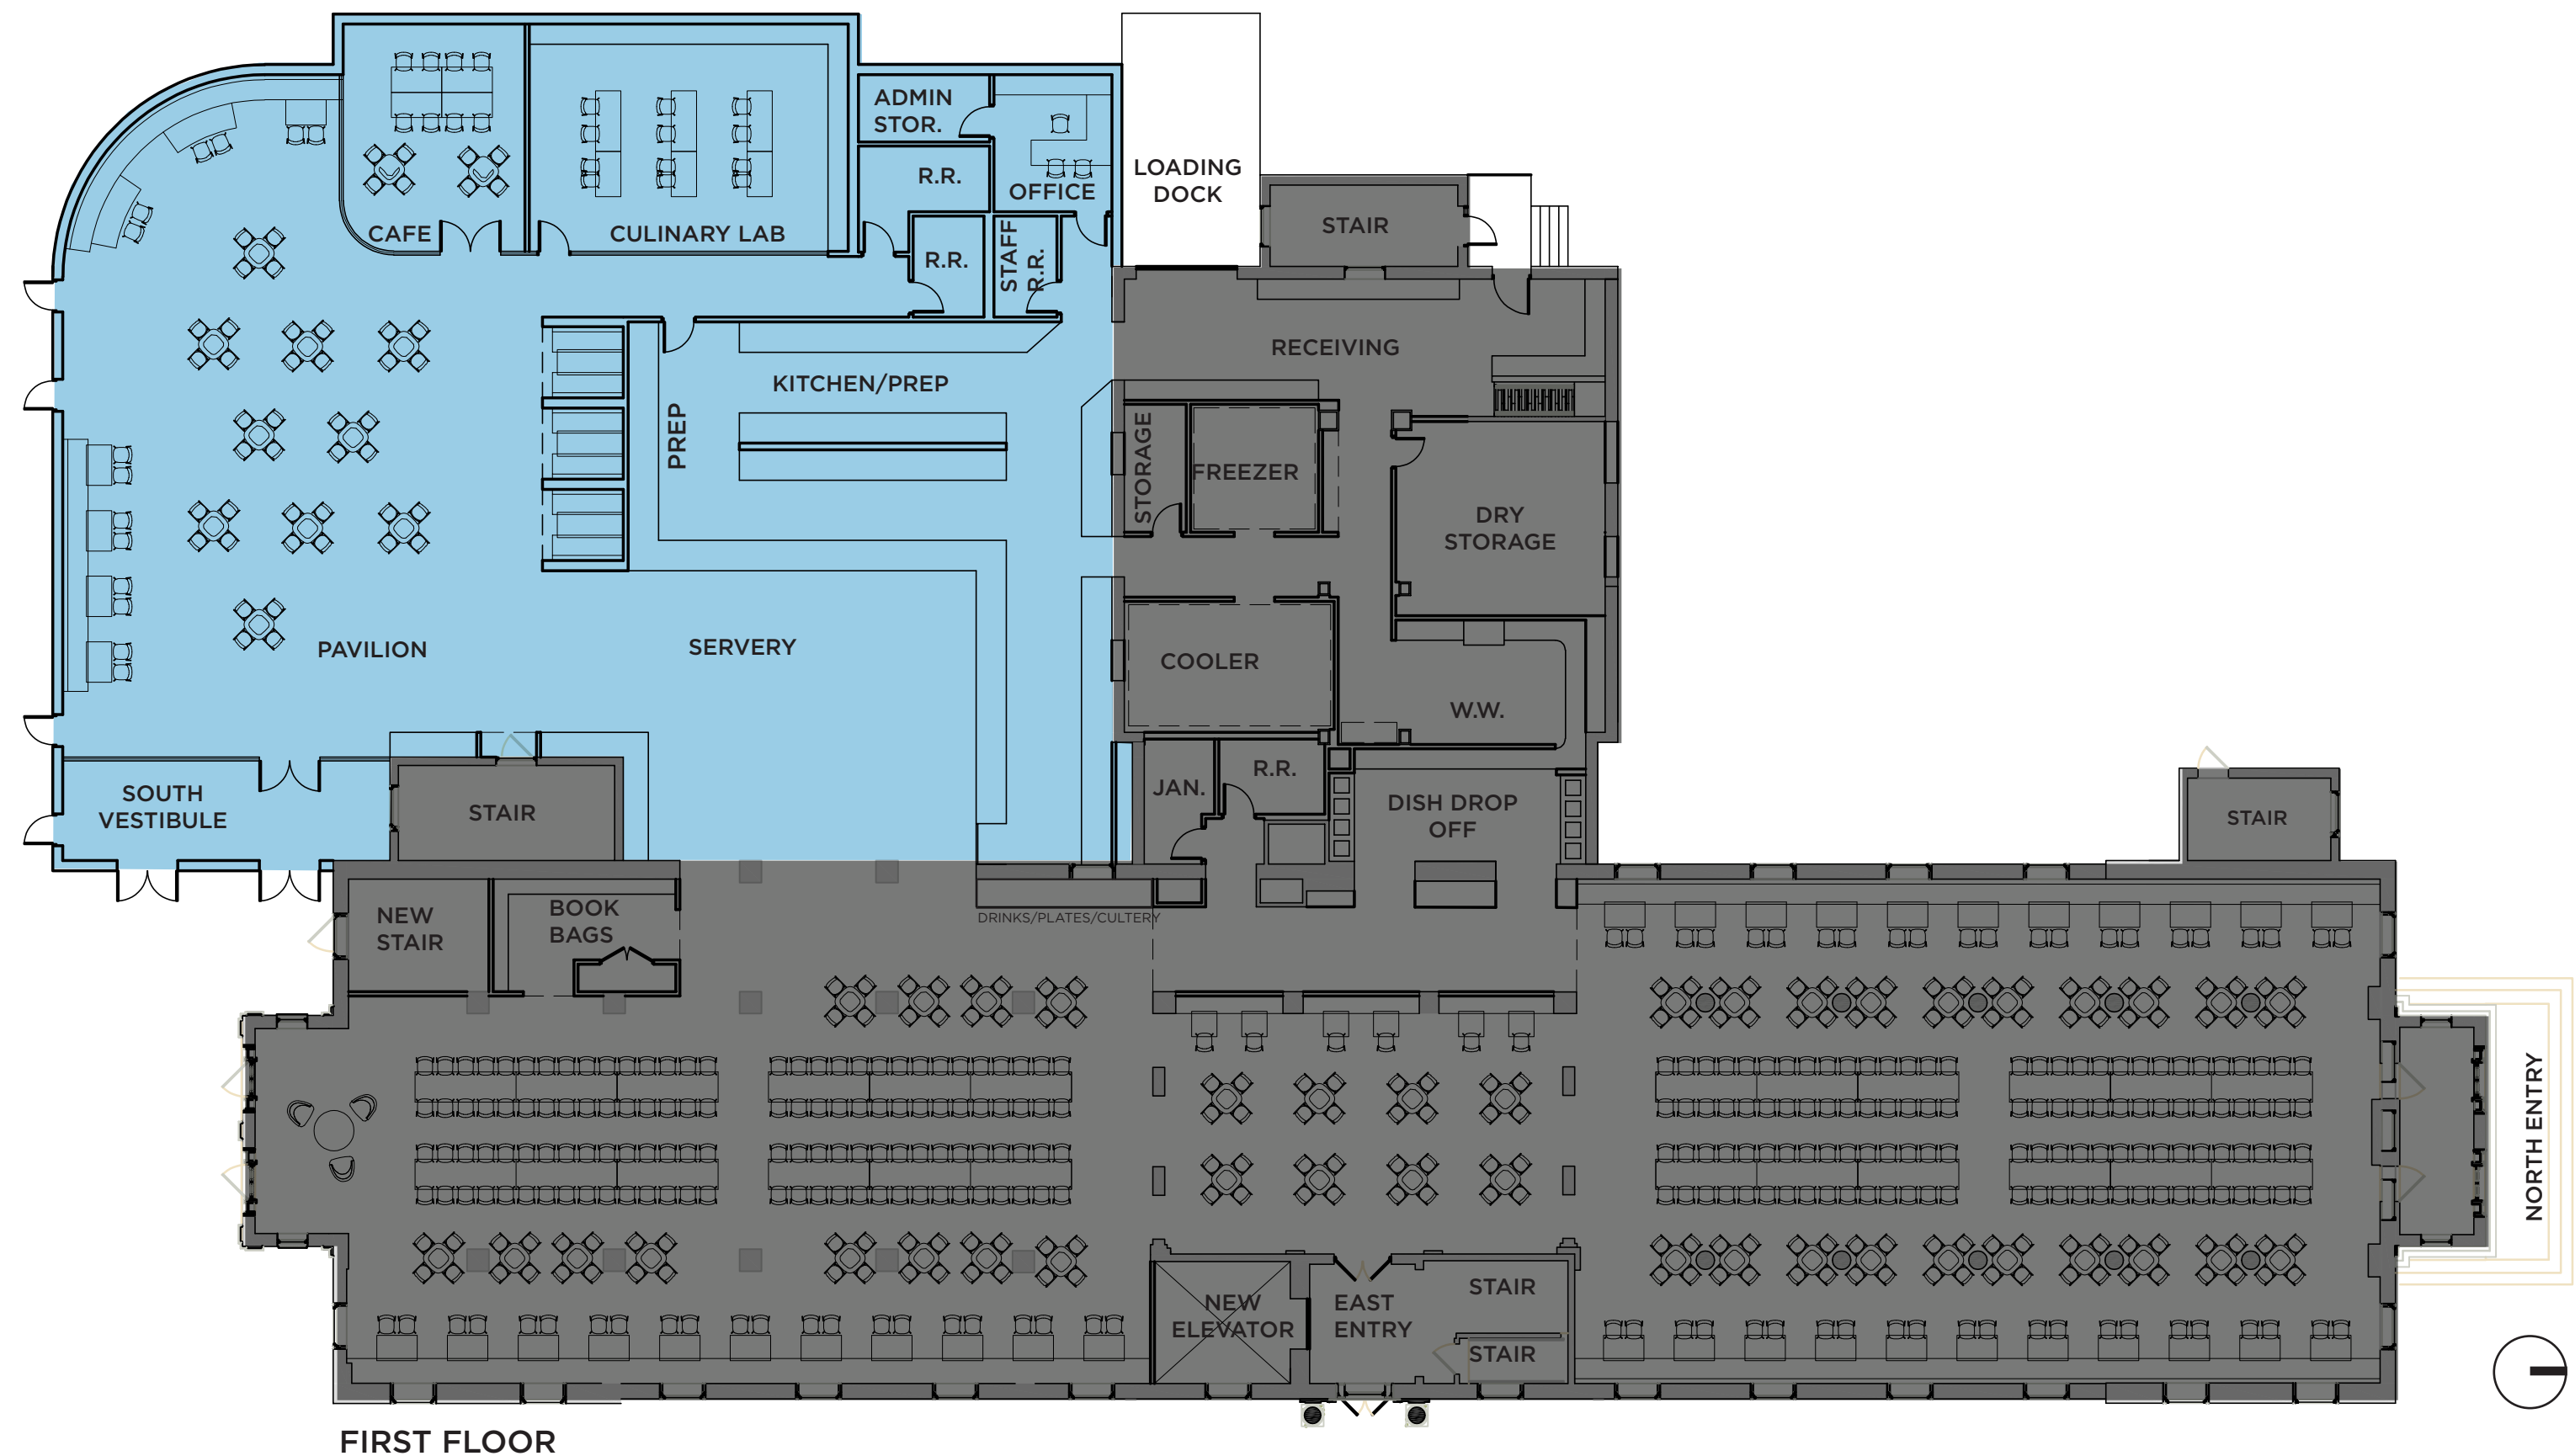 ADMIN
STOR.
R.R.
OFFICE
LOADING
DOCK
STAIR
CAFE
CULINARY LAB
R.R.
STAFF
R.R.
RECEIVING
KITCHEN/PREP
PREP
STORAGE
FREEZER
DRY
STORAGE
PAVILION
SERVERY
COOLER
W.W.
SOUTH
VESTIBULE
STAIR
JAN.
R.R.
DISH DROP
OFF
STAIR
NEW
STAIR
BOOK
BAGS
DRINKS/PLATES/CULTERY
NORTH ENTRY
NEW
ELEVATOR
EAST
ENTRY
STAIR
STAIR
FIRST FLOOR